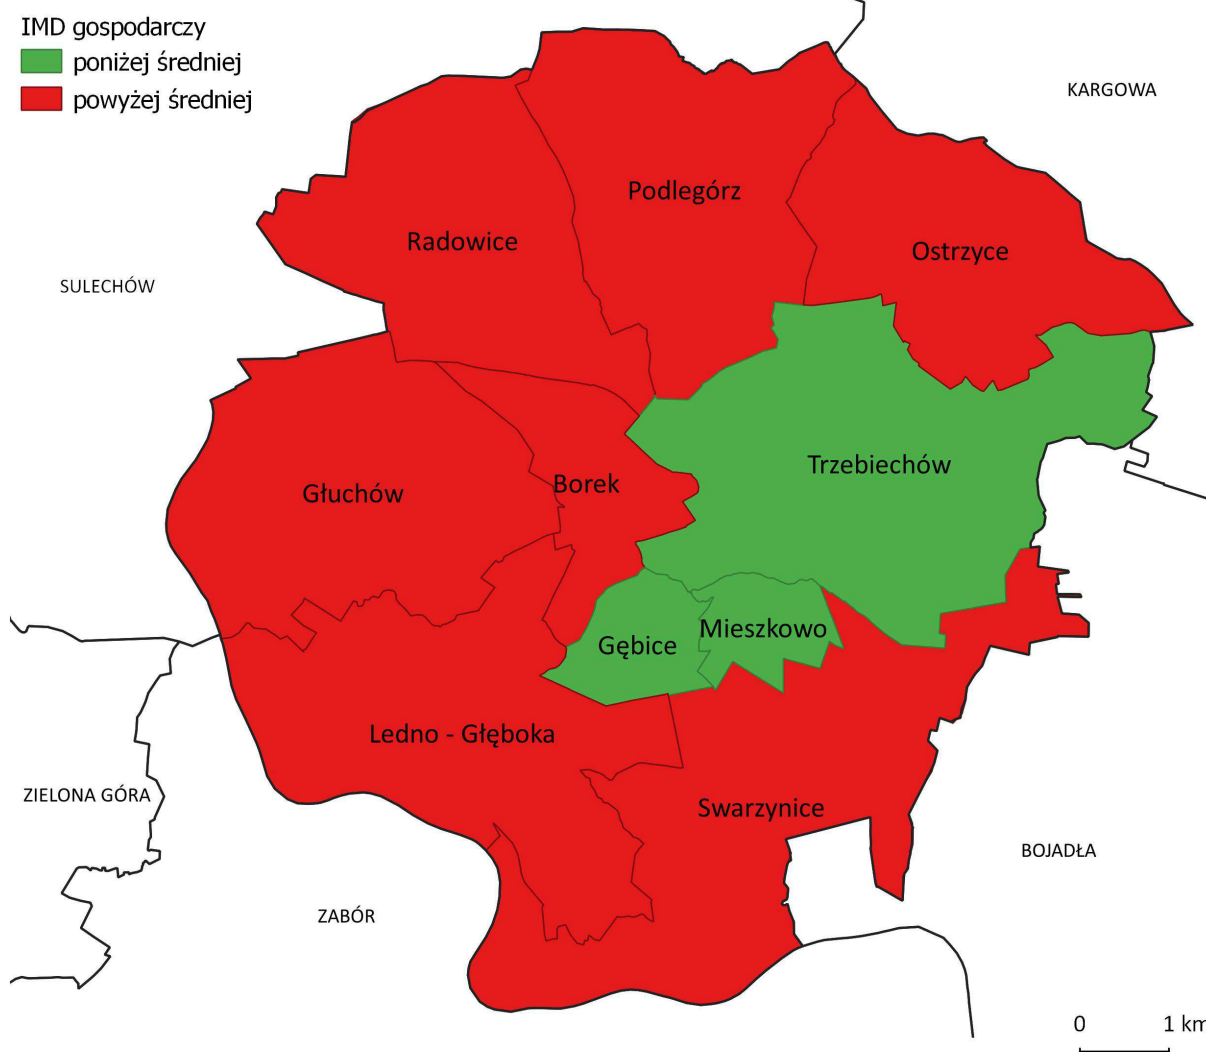 IMD gospodarczy
poniżej średniej
powyżej średniej
KARGOWA
Podlegórz
Radowice
Ostrzyce
SULECHÓW
Trzebiechów
Borek
Głuchów
Mieszkowo
Gębice
Ledno - Głęboka
ZIELONA GÓRA
Swarzynice
BOJADŁA
ZABÓR
0 1 km